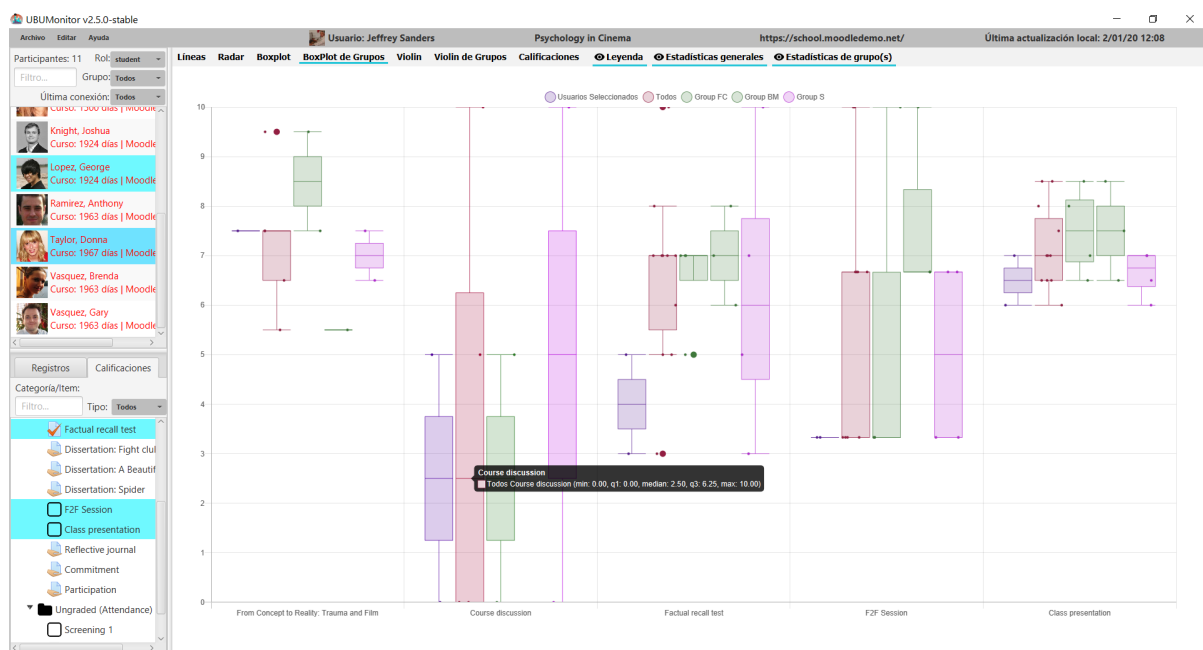 UBUMonitor v2.5.0-stable
Archivo Editar Ayuda
Usuario: Jeffrey Sanders
Psychology in Cinema
https://school.moodledemo.net/
Última actualización local: 2/01/20 12:08
Participantes: 11 Rol: student
Filtro... Grupo: Todos
Última conexión: Todos
Curso: 1500 días | Moodle
Knight, Joshua
Curso: 1924 días | Moodle
Lopez, George
Curso: 1924 días | Moodle
Ramirez, Anthony
Curso: 1963 días | Moodle
Taylor, Donna
Curso: 1967 días | Moodle
Vasquez, Brenda
Curso: 1963 días | Moodle
Vasquez, Gary
Curso: 1963 días | Moodle
Registros Calificaciones
Categoría/Item:
Filtro... Tipo: Todos
Factual recall test
Dissertation: Fight clul
Dissertation: A Beautif
Dissertation: Spider
F2F Session
Class presentation
Reflective journal
Commitment
Participation
Ungraded (Attendance)
Screening 1
Líneas Radar Boxplot BoxPlot de Grupos Violin Violin de Grupos Calificaciones Leyenda Estadísticas generales Estadísticas de grupo(s)
Usuarios Seleccionados Todos Group FC Group BM Group S
10
9
8
7
6
5
4
3
2
1
0
Course discussion
Todos Course discussion (min: 0.00, q1: 0.00, median: 2.50, q3: 6.25, max: 10.00)
From Concept to Reality: Trauma and Film Course discussion Factual recall test F2F Session Class presentation